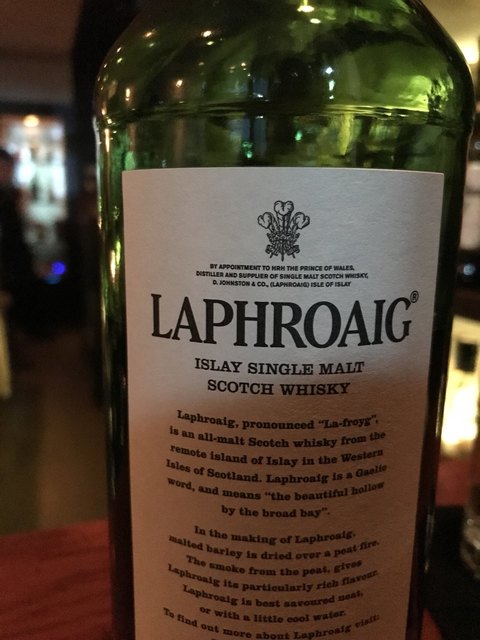 BY APPOINTMENT TO HRH THE PRINCE OF WALES,
DISTILLER AND SUPPLIER OF SINGLE MALT SCOTCH WHISKY,
D. JOHNSTON & CO., (LAPHROAIG) ISLE OF ISLAY
LAPHROAIG®
ISLAY SINGLE MALT
SCOTCH WHISKY
Laphroaig, pronounced "La-froyg",
is an all-malt Scotch whisky from the
remote island of Islay in the Western
Isles of Scotland. Laphroaig is a Gaelic
word, and means "the beautiful hollow
by the broad bay".
In the making of Laphroaig,
malted barley is dried over a peat fire.
The smoke from the peat, gives
Laphroaig its particularly rich flavour.
Laphroaig is best savoured neat,
or with a little cool water.
To find out more about Laphroaig visit: